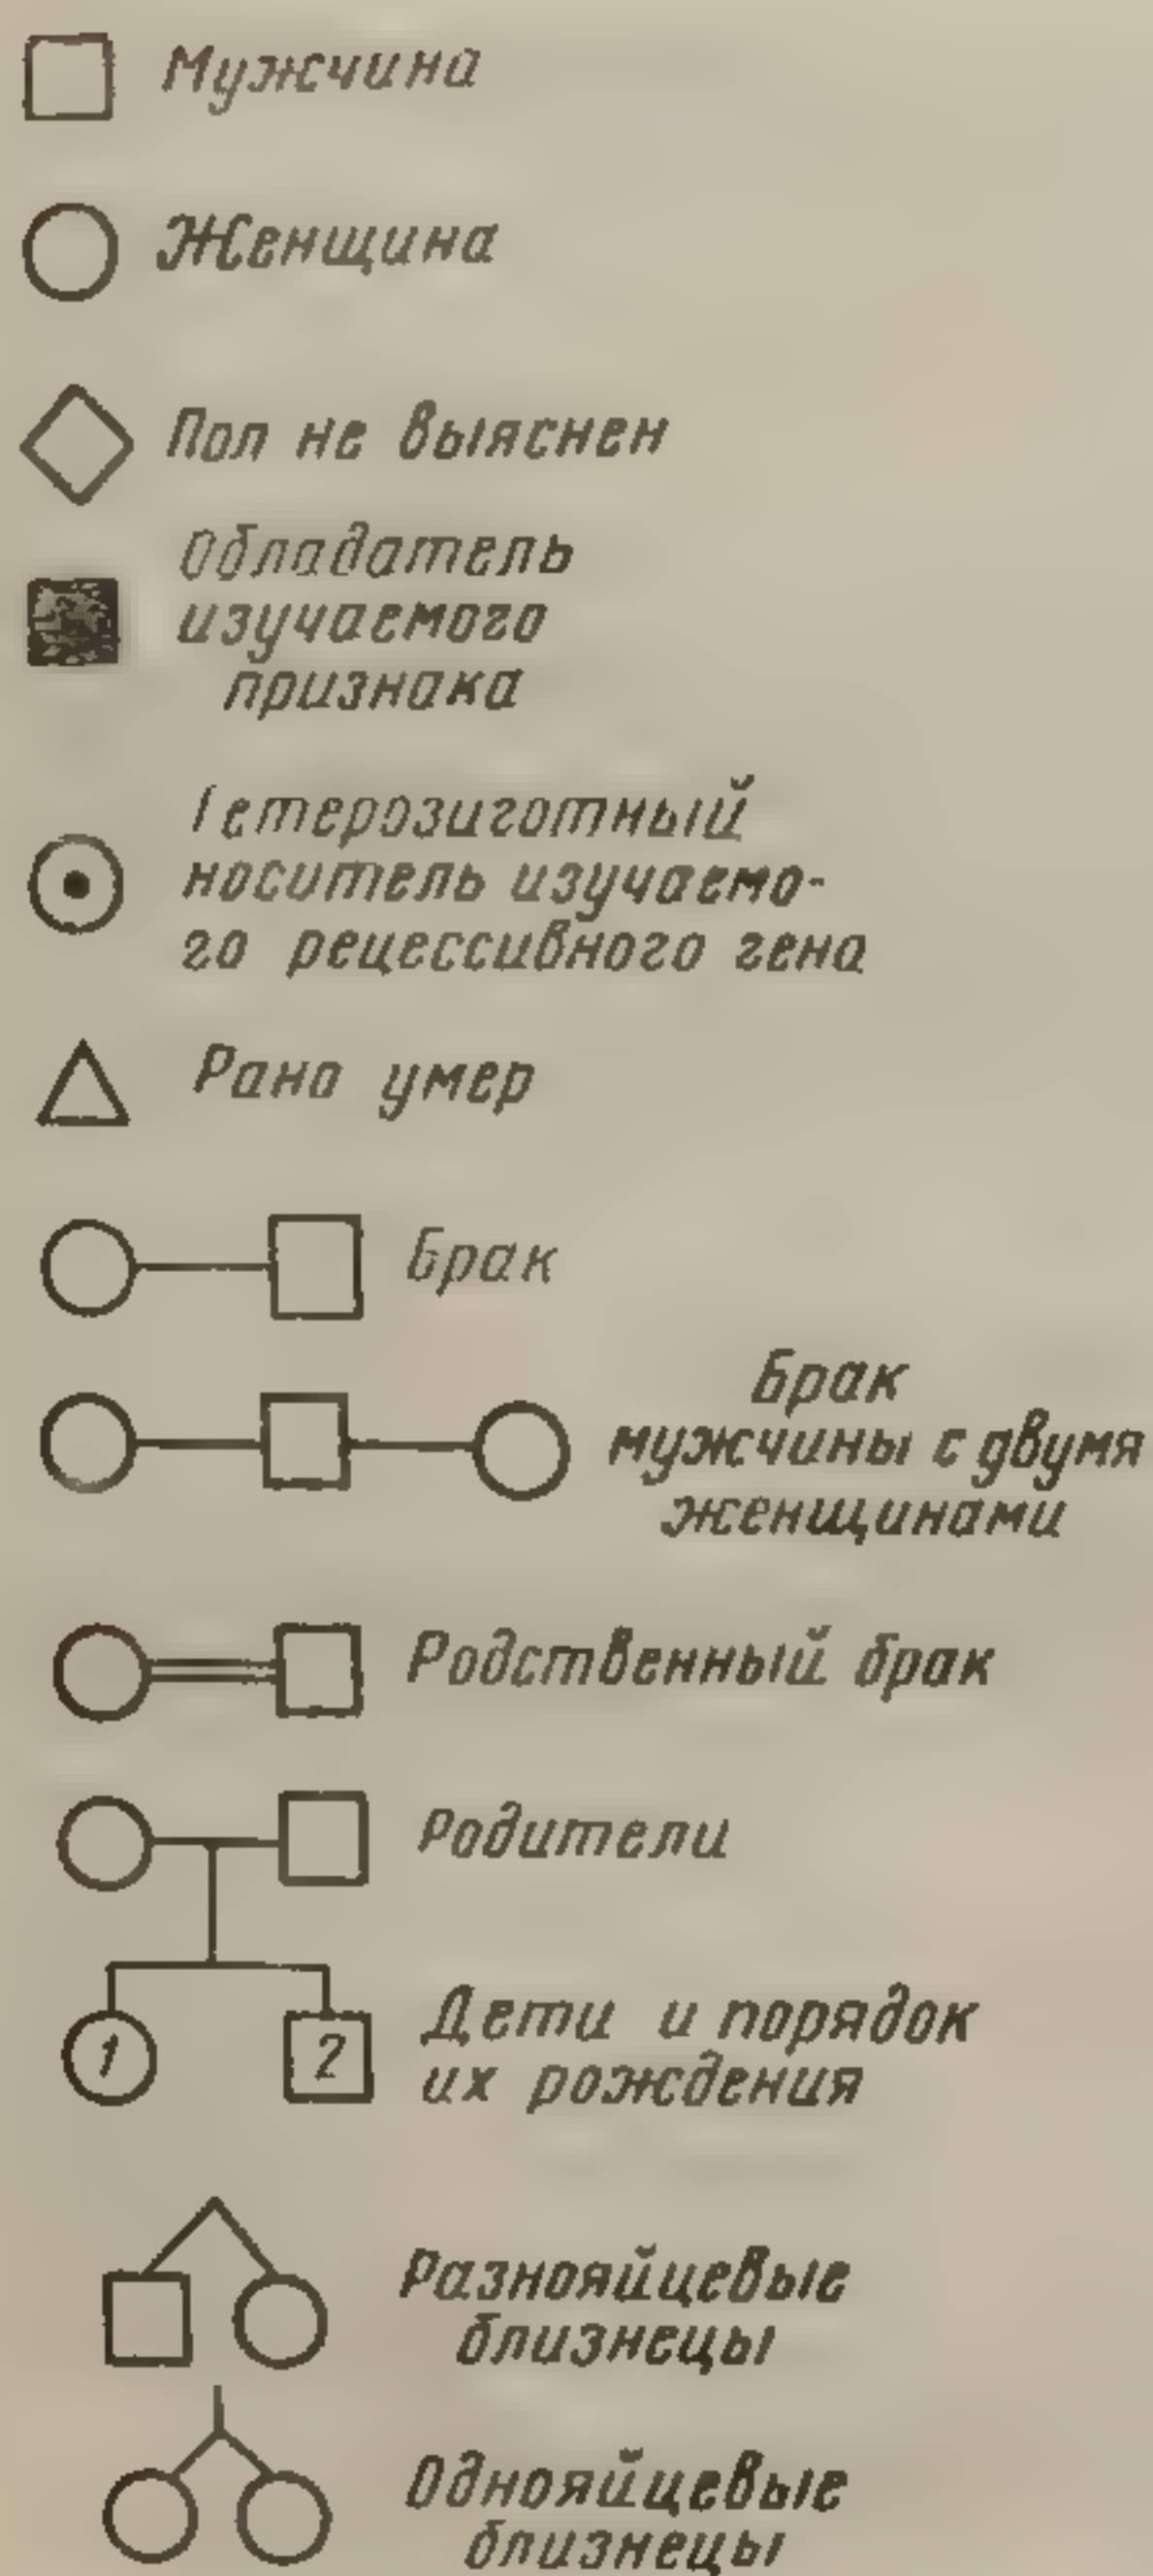 Мужчина
Женщина
Пол не выяснен
Обладатель
изучаемого
признака
Гетерозиготный
носитель изучаемо-
го рецессивного гена
Рано умер
Брак
Брак
мужчины с двумя
женщинами
Родственный брак
Родители
1 2 Дети и порядок
их рождения
Разнояйцевые
близнецы
Однояйцевые
близнецы